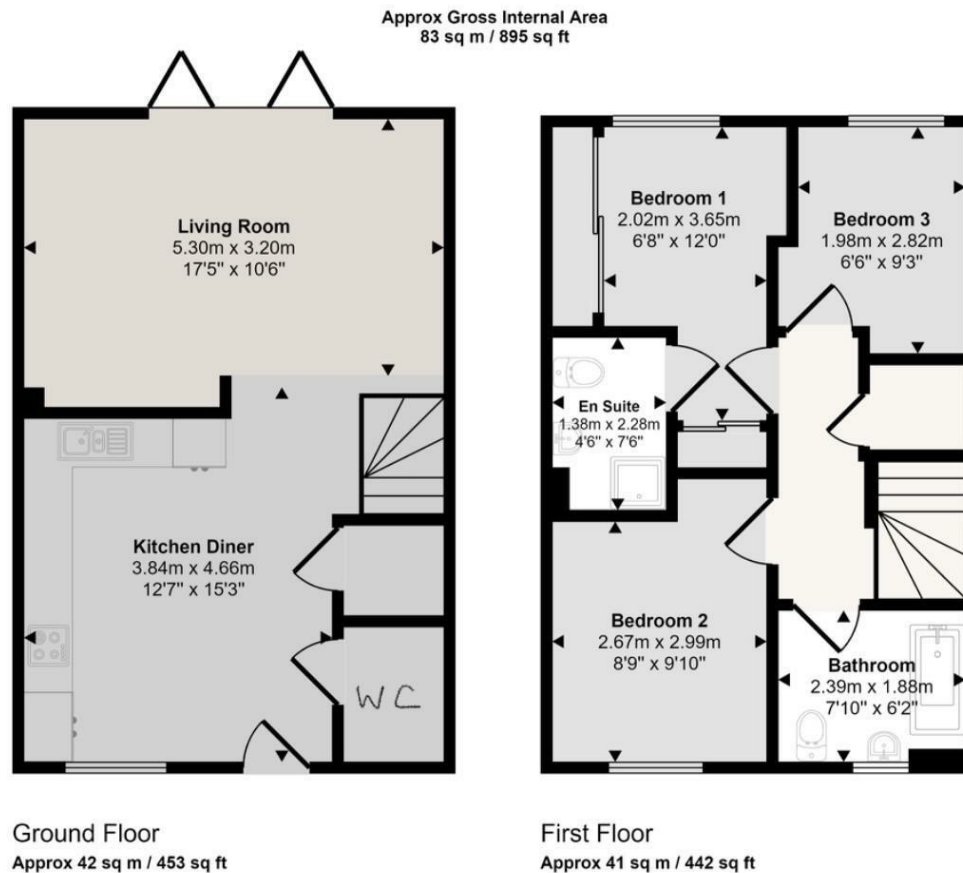 Approx Gross Internal Area
83 sq m / 895 sq ft
Living Room
5.30m x 3.20m
17'5" x 10'6"
Kitchen Diner
3.84m x 4.66m
12'7" x 15'3"
WC
Bedroom 1
2.02m x 3.65m
6'8" x 12'0"
Bedroom 3
1.98m x 2.82m
6'6" x 9'3"
En Suite
1.38m x 2.28m
4'6" x 7'6"
Bedroom 2
2.67m x 2.99m
8'9" x 9'10"
Bathroom
2.39m x 1.88m
7'10" x 6'2"
Ground Floor
Approx 42 sq m / 453 sq ft
First Floor
Approx 41 sq m / 442 sq ft